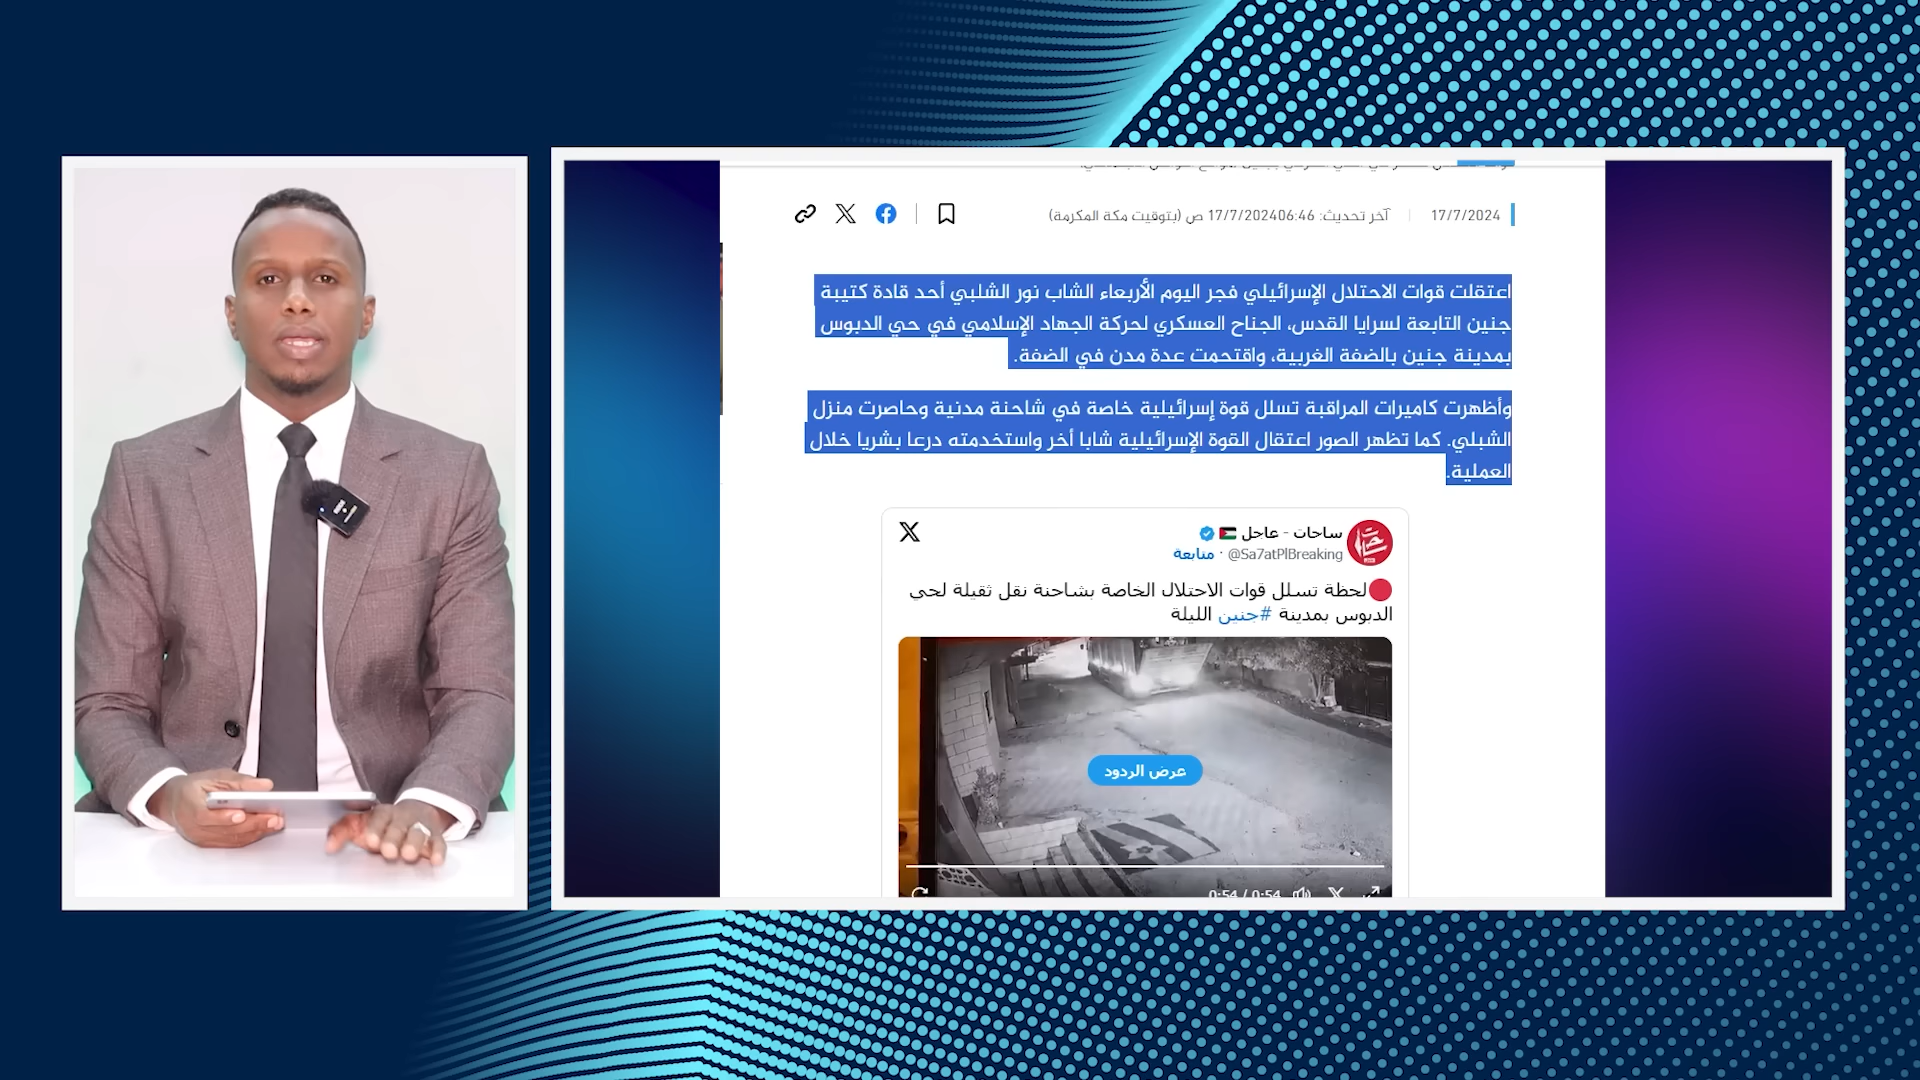 17/7/2024 | آخر تحديث: 17/7/202406:46 ص (بتوقيت مكة المكرمة)
اعتقلت قوات الاحتلال الإسرائيلي فجر اليوم الأربعاء الشاب نور الشلبي أحد قادة كتيبة
جنين التابعة لسرايا القدس، الجناح العسكري لحركة الجهاد الإسلامي في حي الدبوس
بمدينة جنين بالضفة الغربية، واقتحمت عدة مدن في الضفة.
وأظهرت كاميرات المراقبة تسلل قوة إسرائيلية خاصة في شاحنة مدنية وحاصرت منزل
الشبلي. كما تظهر الصور اعتقال القوة الإسرائيلية شابا أخر واستخدمته درعا بشريا خلال
العملية.
ساحات - عاجل
@Sa7atPlBreaking · متابعة
لحظة تسلل قوات الاحتلال الخاصة بشاحنة نقل ثقيلة لحي
الدبوس بمدينة #جنين الليلة
عرض الردود
0:54 / 0:54